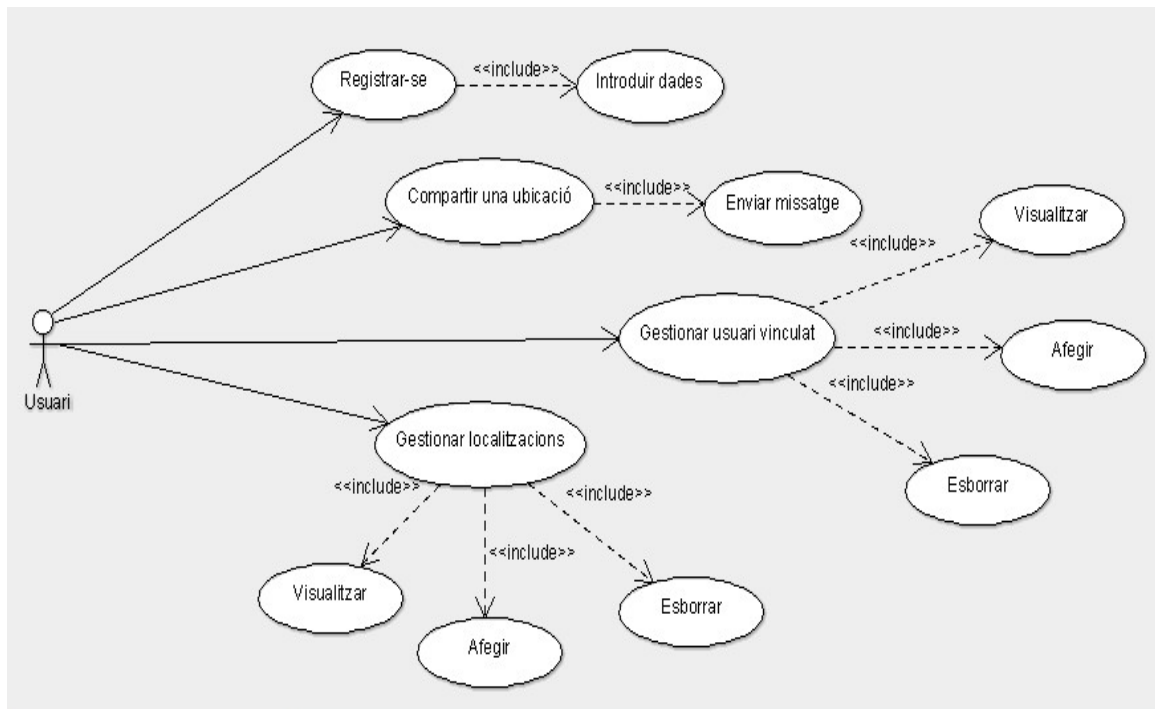 Registrar-se
<<include>>
Introduir dades
Compartir una ubicació
<<include>>
Enviar missatge
Visualitzar
<<include>>
Gestionar usuari vinculat
<<include>>
Afegir
<<include>>
Esborrar
Usuari
Gestionar localitzacions
<<include>>
<<include>>
<<include>>
Visualitzar
Afegir
Esborrar